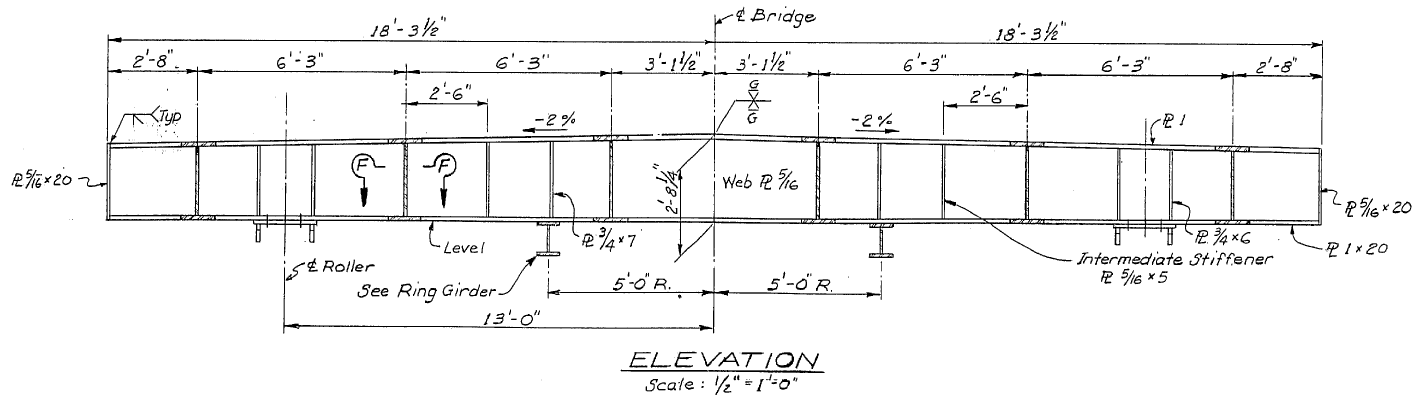 ℄ Bridge
18'-3½" 18'-3½"
2'-8" 6'-3" 6'-3" 3'-1½" 3'-1½" 6'-3" 6'-3" 2'-8"
2'-6" 2'-6"
G
G
Typ -2% -2% ℞ 1
F F
℞ 5/16 × 20
2'-8¼"
Web ℞ 5/16
℞ 5/16 × 20
℞ 3/4 × 7
℞ 3/4 × 6
Level
℞ 1 × 20
Intermediate Stiffener
℞ 5/16 × 5
℄ Roller
See Ring Girder
5'-0" R. 5'-0" R.
13'-0"
ELEVATION
Scale: ½" = 1'-0"